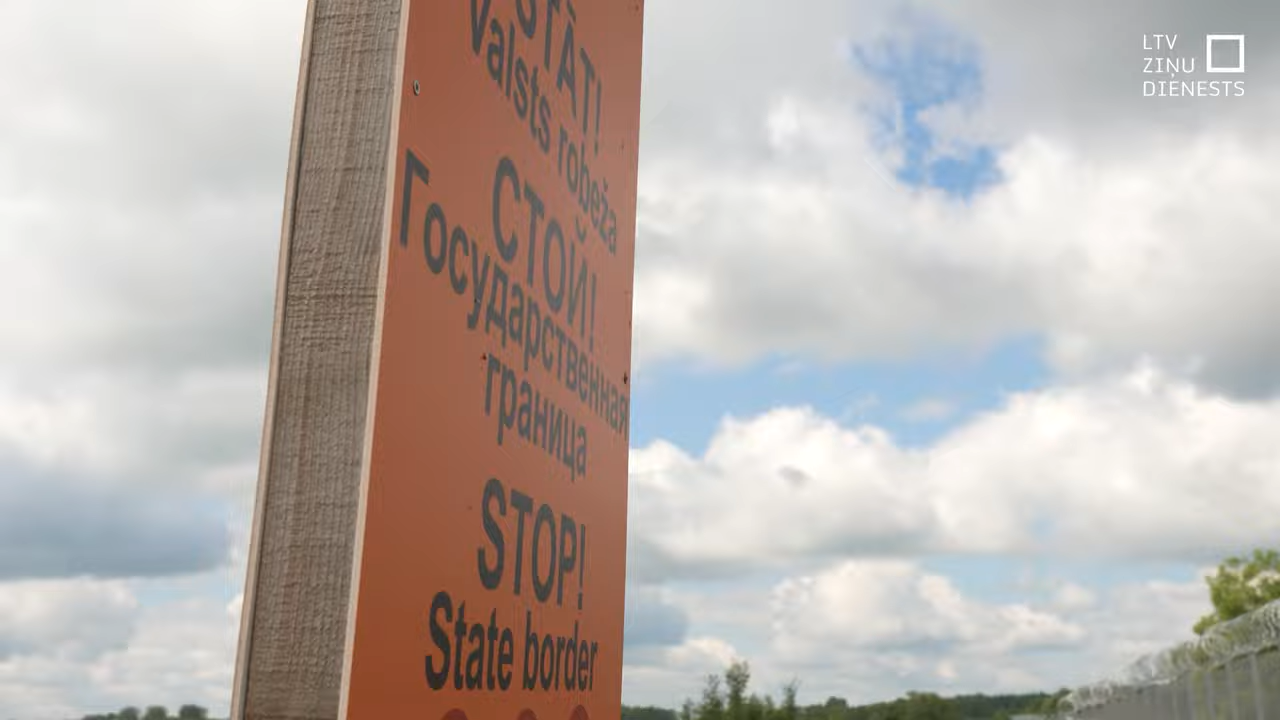 STĀT!
Valsts robeža
СТОЙ!
Государственная
граница
STOP!
State border
LTV
ZIŅU
DIENESTS